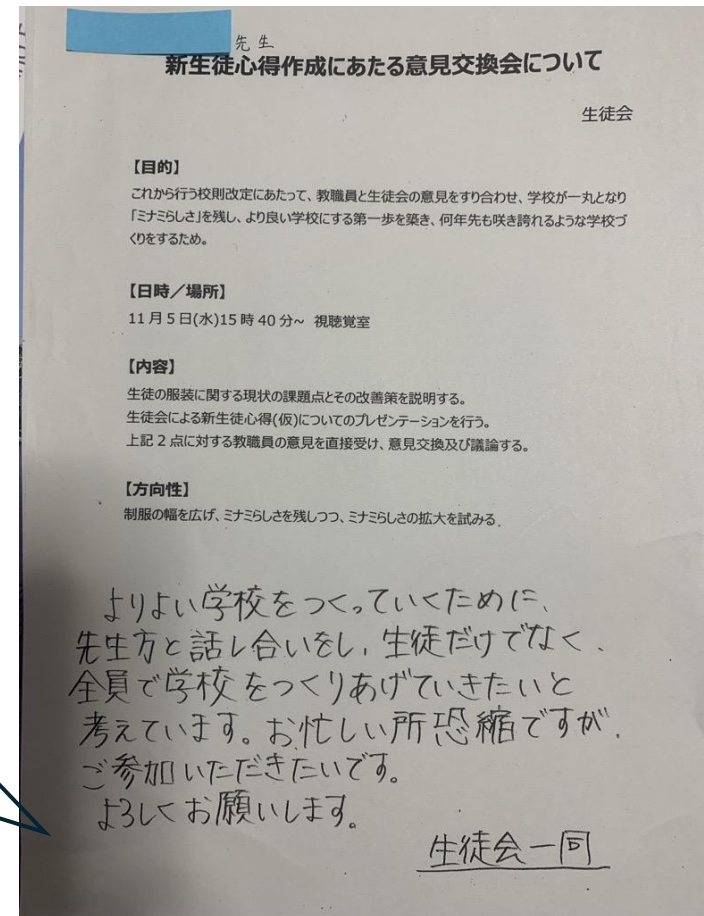 先生
新生徒心得作成にあたる意見交換会について
生徒会
【目的】
これから行う校則改定にあたって、教職員と生徒会の意見をすり合わせ、学校が一丸となり
「ミナミらしさ」を残し、より良い学校にする第一歩を築き、何年先も咲き誇れるような学校づ
くりをするため。
【日時／場所】
11月5日(水)15時40分~ 視聴覚室
【内容】
生徒の服装に関する現状の課題点とその改善策を説明する。
生徒会による新生徒心得(仮)についてのプレゼンテーションを行う。
上記2点に対する教職員の意見を直接受け、意見交換及び議論する。
【方向性】
制服の幅を広げ、ミナミらしさを残しつつ、ミナミらしさの拡大を試みる。
よりよい学校をつくっていくために、
先生方と話し合いをし、生徒だけでなく、
全員で学校をつくりあげていきたいと
考えています。お忙しい所恐縮ですが、
ご参加いただきたいです。
よろしくお願いします。
生徒会一同